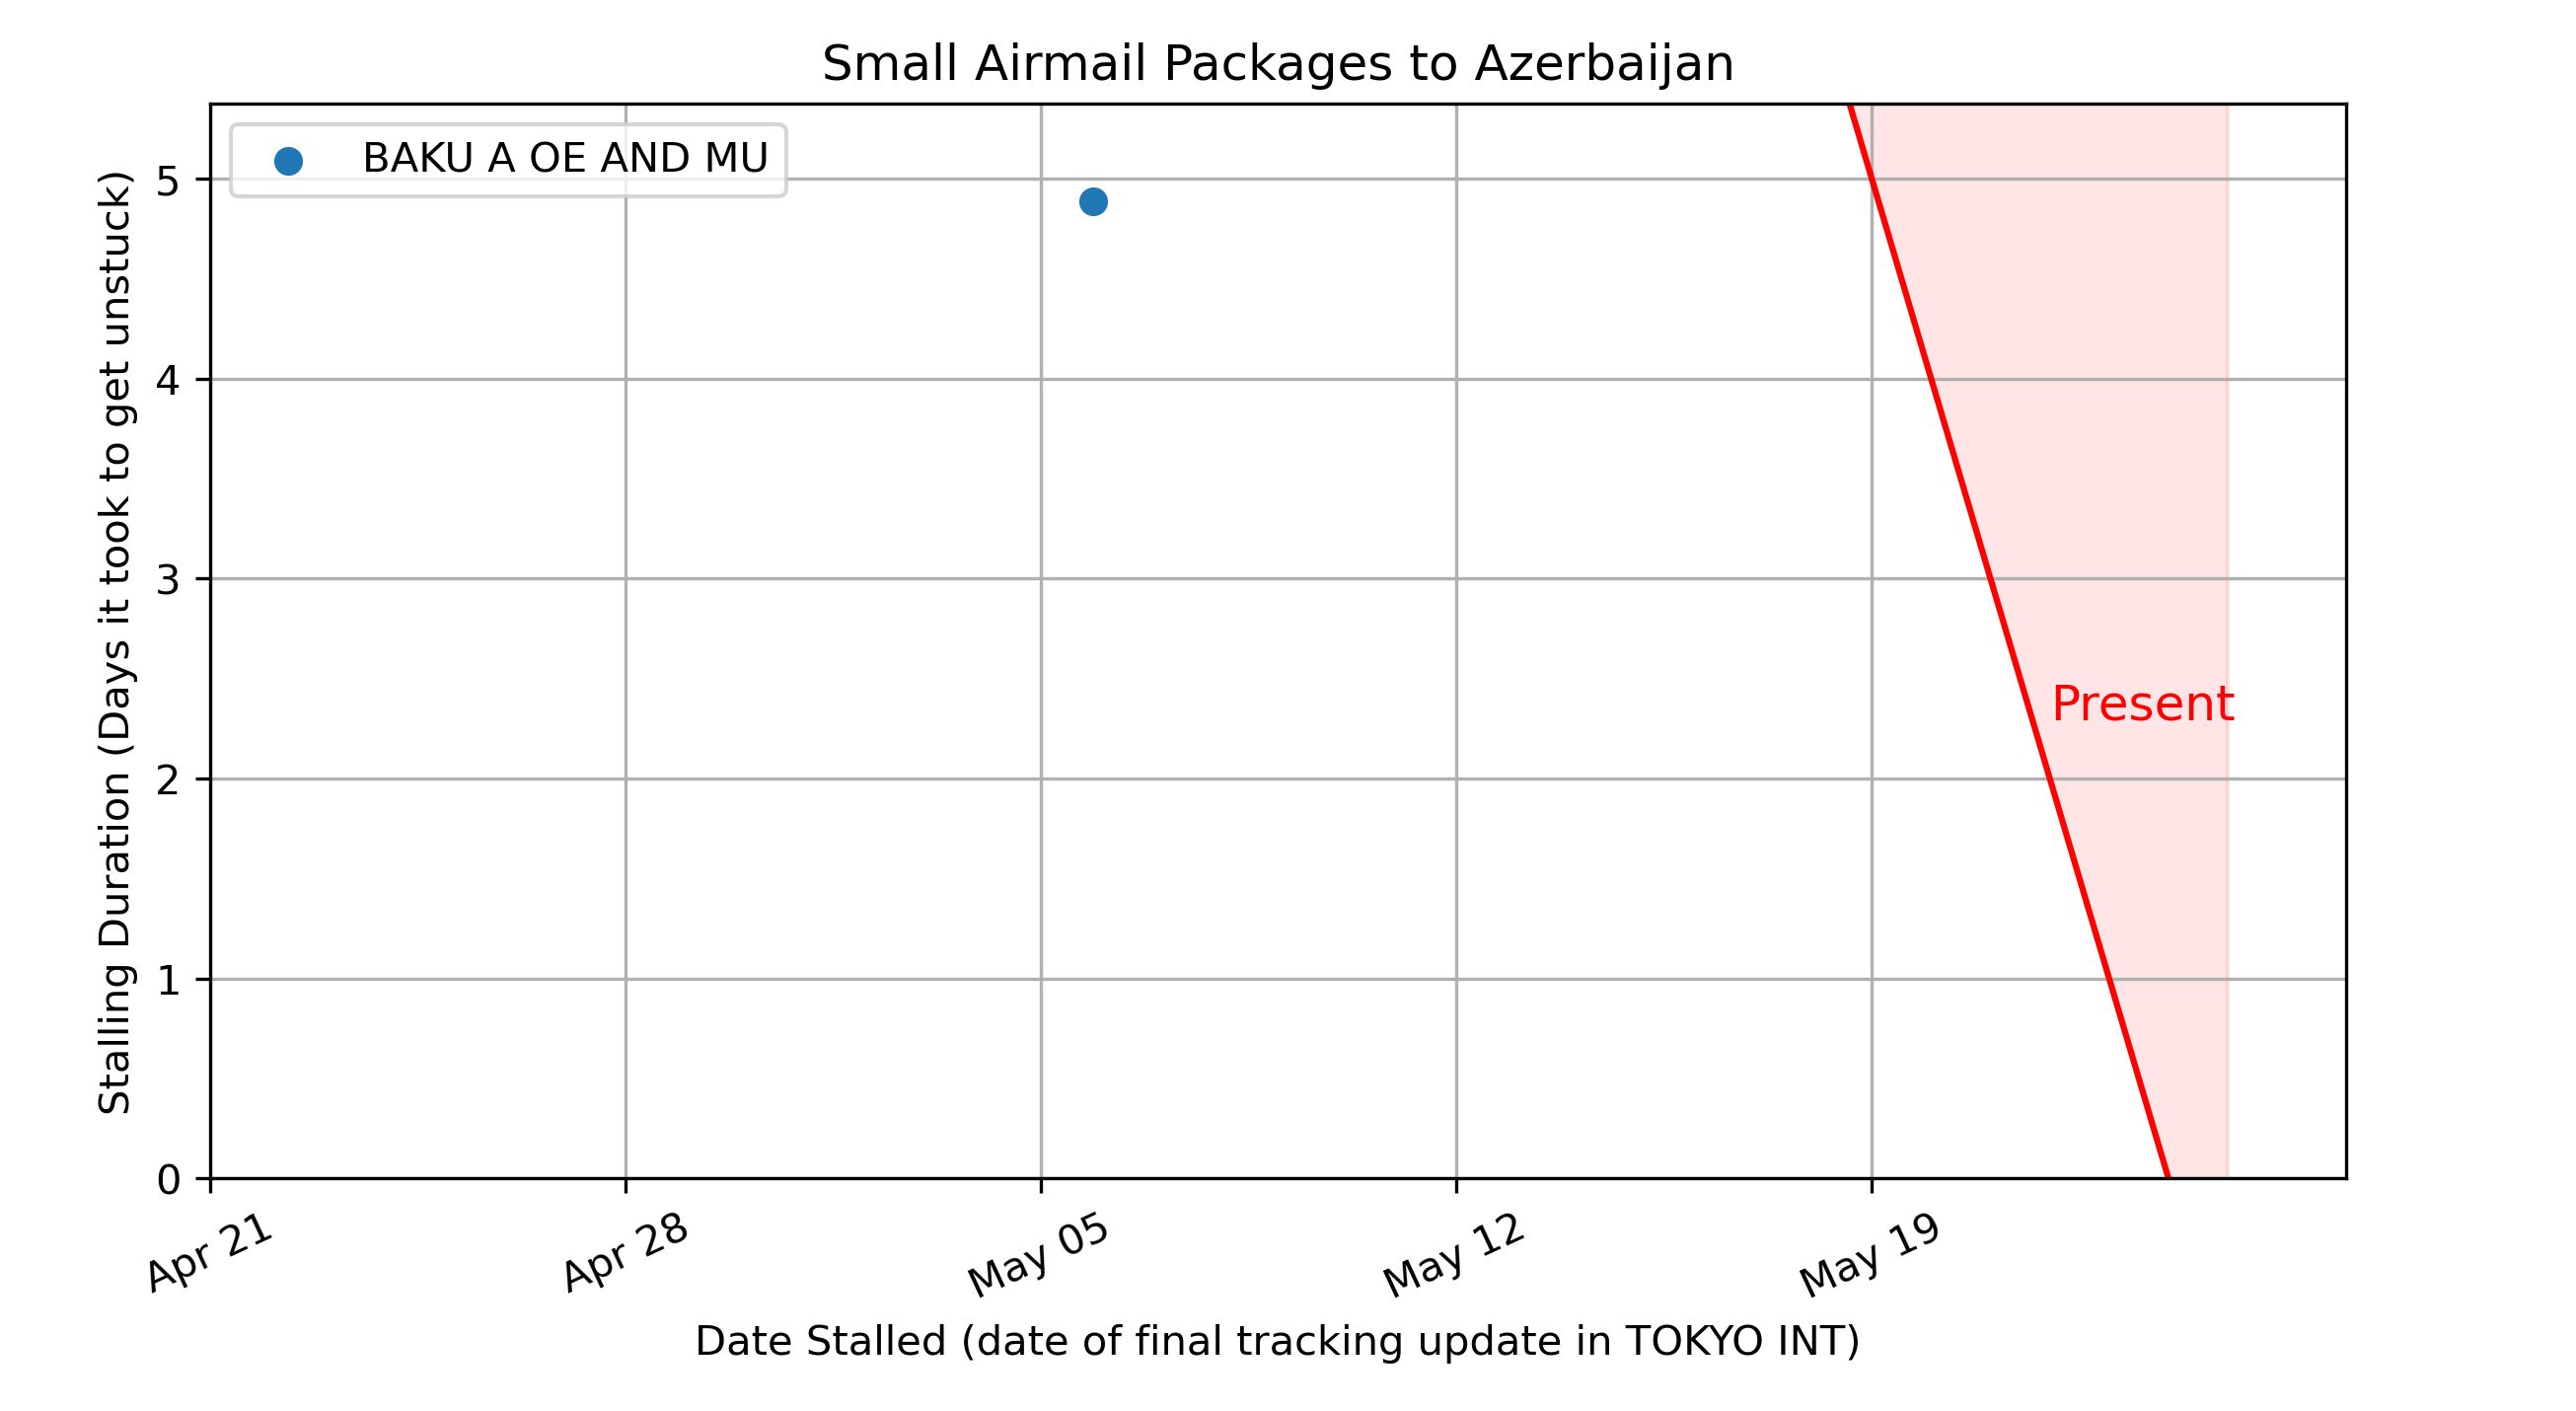 Small Airmail Packages to Azerbaijan
BAKU A OE AND MU
Stalling Duration (Days it took to get unstuck)
5
4
3
2
1
0
Present
Apr 21
Apr 28
May 05
May 12
May 19
Date Stalled (date of final tracking update in TOKYO INT)